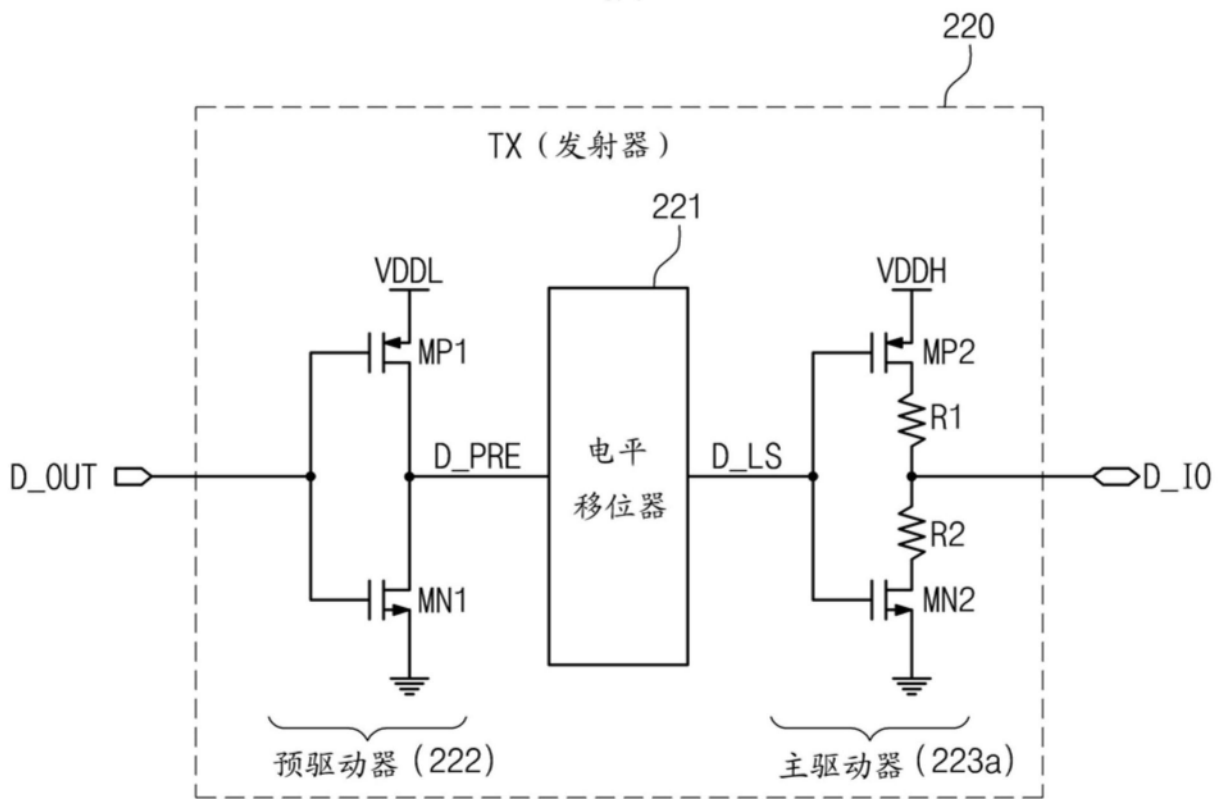 220
TX (发射器)
221
VDDL
VDDH
MP1
MP2
R1
D_OUT
D_PRE
电平
移位器
D_LS
D_IO
R2
MN1
MN2
预驱动器 (222)
主驱动器 (223a)